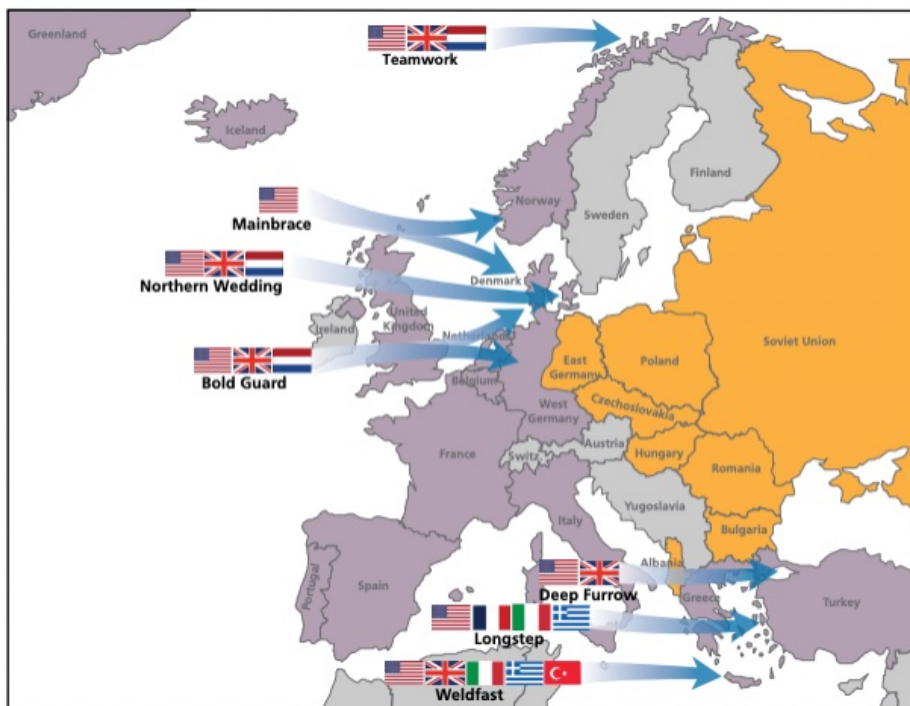 Greenland
Teamwork
Iceland
Finland
Norway
Mainbrace
Sweden
Denmark
Northern Wedding
United
Kingdom
Ireland
Netherlands
Soviet Union
Bold Guard
East
Germany
Poland
Belgium
West
Germany
Czechoslovakia
Austria
France
Switz.
Hungary
Romania
Yugoslavia
Italy
Bulgaria
Albania
Portugal
Spain
Deep Furrow
Greece
Turkey
Longstep
Weldfast